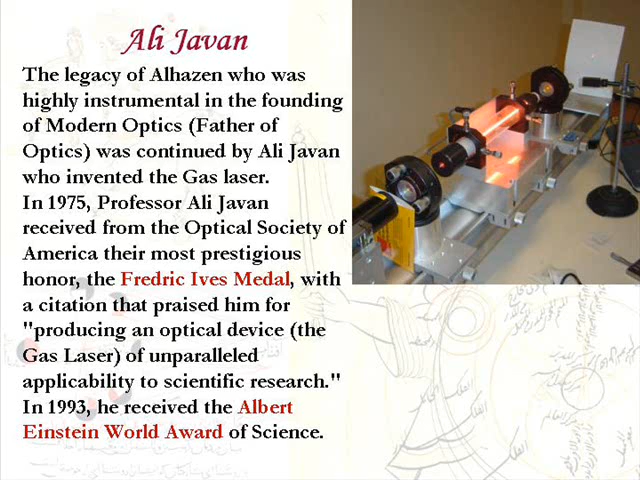 Ali Javan
The legacy of Alhazen who was
highly instrumental in the founding
of Modern Optics (Father of
Optics) was continued by Ali Javan
who invented the Gas laser.
In 1975, Professor Ali Javan
received from the Optical Society of
America their most prestigious
honor, the Fredric Ives Medal, with
a citation that praised him for
"producing an optical device (the
Gas Laser) of unparalleled
applicability to scientific research."
In 1993, he received the Albert
Einstein World Award of Science.